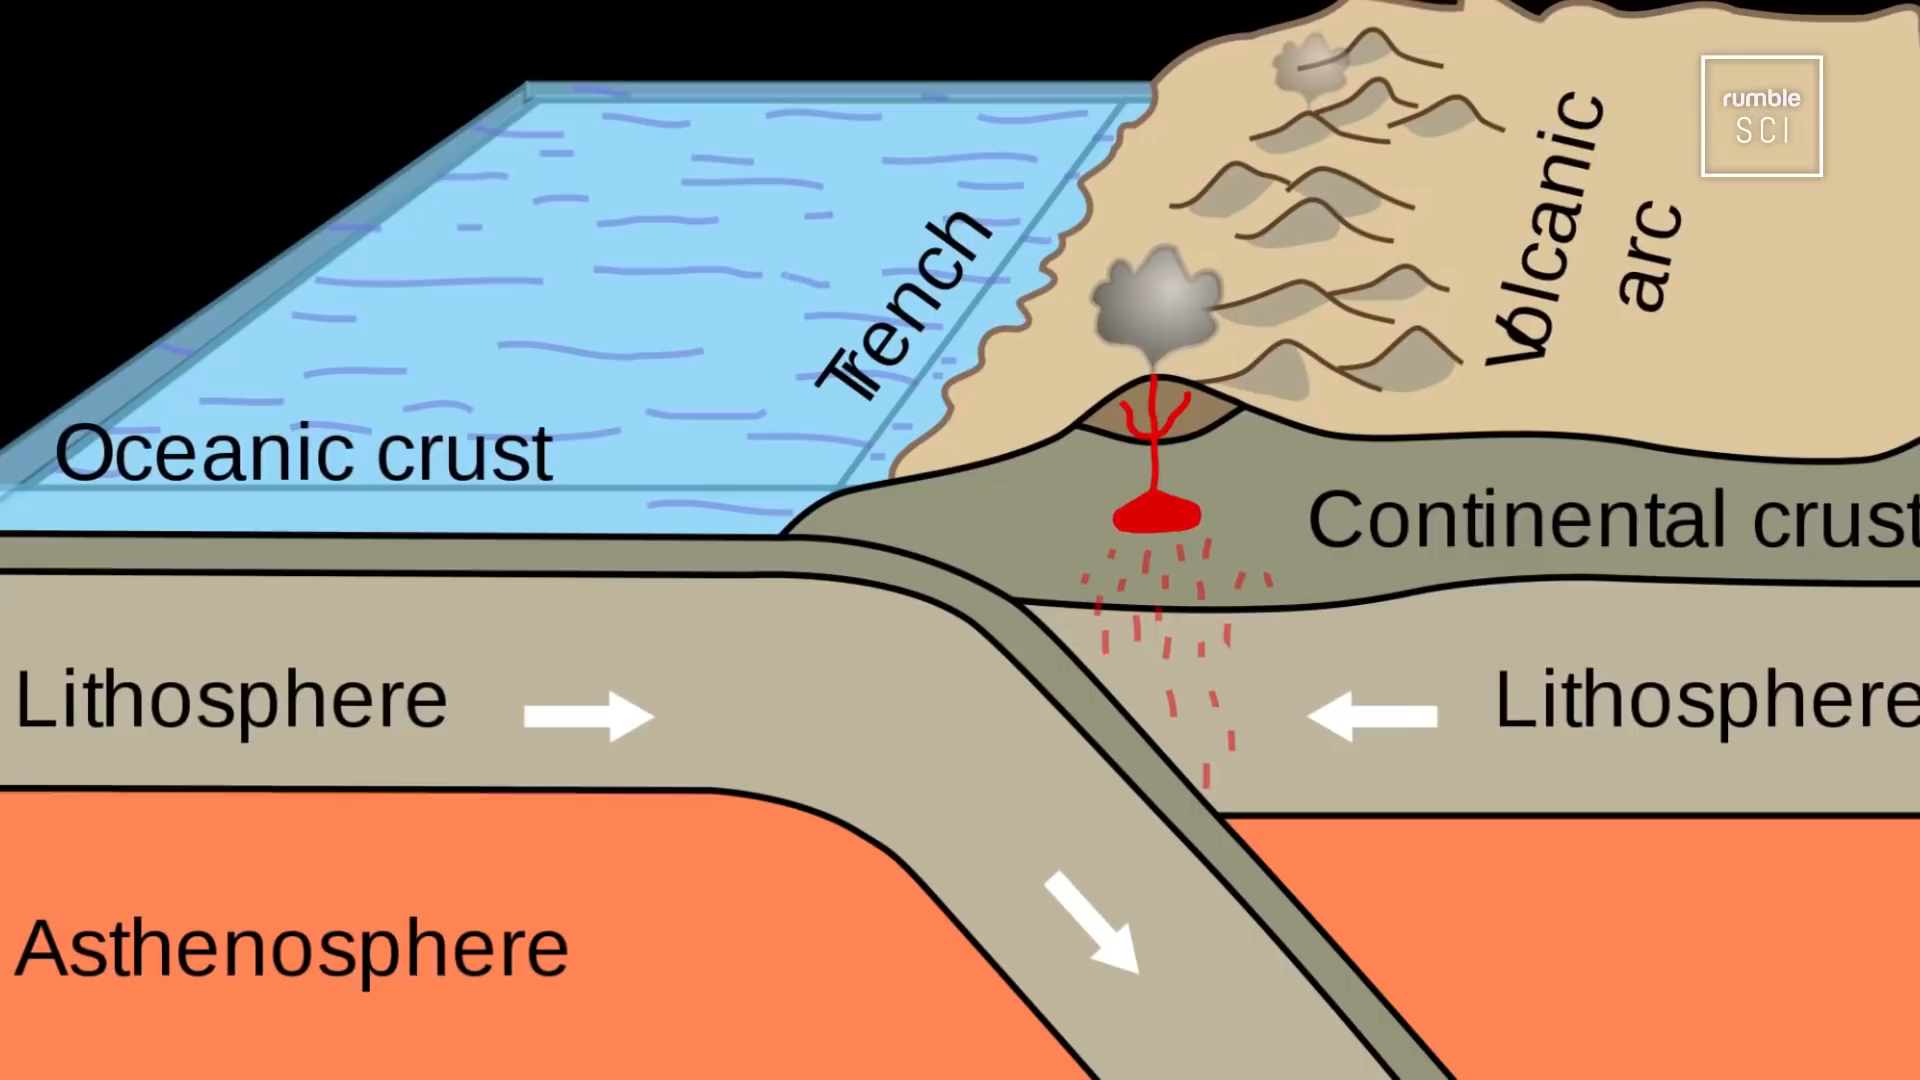 rumble
SCI
Volcanic
arc
Trench
Oceanic crust
Continental crust
Lithosphere
Lithosphere
Asthenosphere